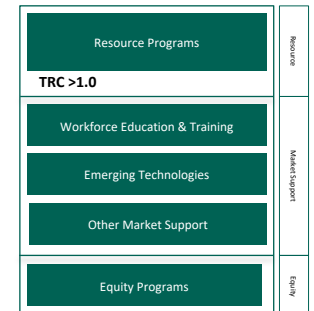 Resource Programs
Resource
TRC >1.0
Workforce Education & Training
Emerging Technologies
Market Support
Other Market Support
Equity Programs
Equity